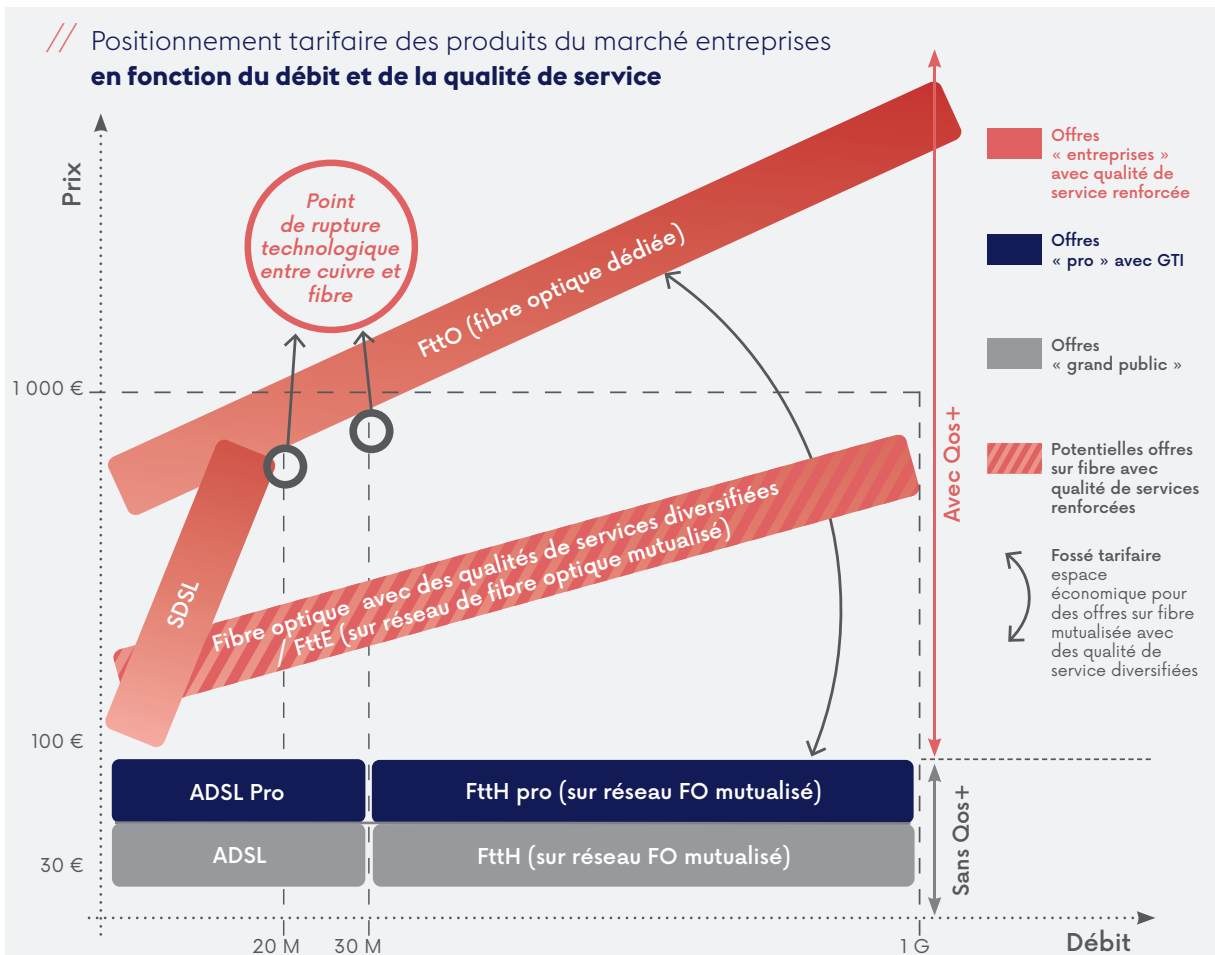 // Positionnement tarifaire des produits du marché entreprises
en fonction du débit et de la qualité de service
Prix
Point
de rupture
technologique
entre cuivre et
fibre
FttO (fibre optique dédiée)
1 000 €
SDSL
Fibre optique avec des qualités de services diversifiées
/ FttE (sur réseau de fibre optique mutualisé)
100 €
ADSL Pro
FttH pro (sur réseau FO mutualisé)
30 €
ADSL
FttH (sur réseau FO mutualisé)
20 M
30 M
1 G
Débit
Avec Qos+
Sans Qos+
Offres
« entreprises »
avec qualité de
service renforcée
Offres
« pro » avec GTI
Offres
« grand public »
Potentielles offres
sur fibre avec
qualité de services
renforcées
Fossé tarifaire
espace
économique pour
des offres sur fibre
mutualisée avec
des qualité de
service diversifiées